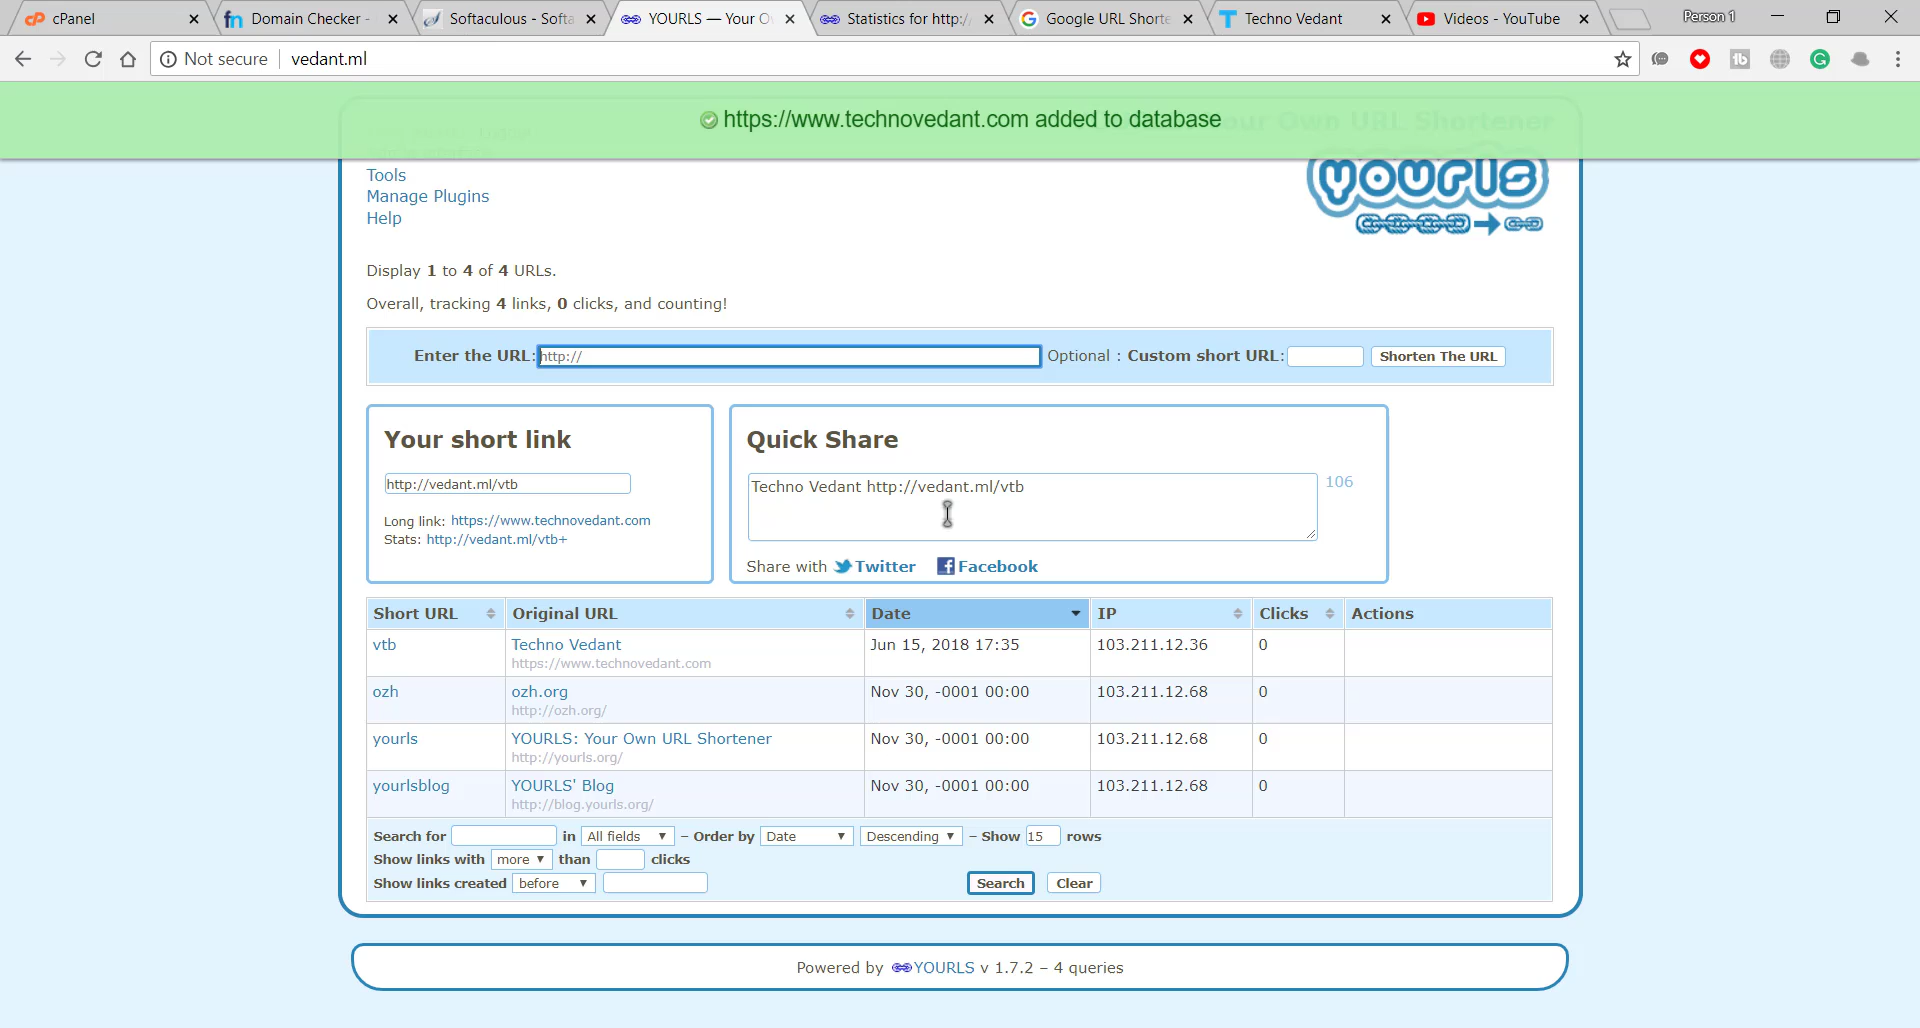 cPanel
Domain Checker -
Softaculous - Softa
YOURLS — Your O
Statistics for http:/
Google URL Shorte
Techno Vedant
Videos - YouTube
Person 1
Not secure
vedant.ml
https://www.technovedant.com added to database
Your Own URL Shortener
YOURLS
Tools
Manage Plugins
Help
Display 1 to 4 of 4 URLs.
Overall, tracking 4 links, 0 clicks, and counting!
Enter the URL: http:// Optional : Custom short URL: Shorten The URL
Your short link
http://vedant.ml/vtb
Long link: https://www.technovedant.com
Stats: http://vedant.ml/vtb+
Quick Share
Techno Vedant http://vedant.ml/vtb
106
Share with Twitter Facebook
Short URL Original URL Date IP Clicks Actions
vtb Techno Vedant Jun 15, 2018 17:35 103.211.12.36 0
https://www.technovedant.com
ozh ozh.org Nov 30, -0001 00:00 103.211.12.68 0
http://ozh.org/
yourls YOURLS: Your Own URL Shortener Nov 30, -0001 00:00 103.211.12.68 0
http://yourls.org/
yourlsblog YOURLS' Blog Nov 30, -0001 00:00 103.211.12.68 0
http://blog.yourls.org/
Search for in All fields – Order by Date Descending – Show 15 rows
Show links with more than clicks
Show links created before Search Clear
Powered by YOURLS v 1.7.2 – 4 queries